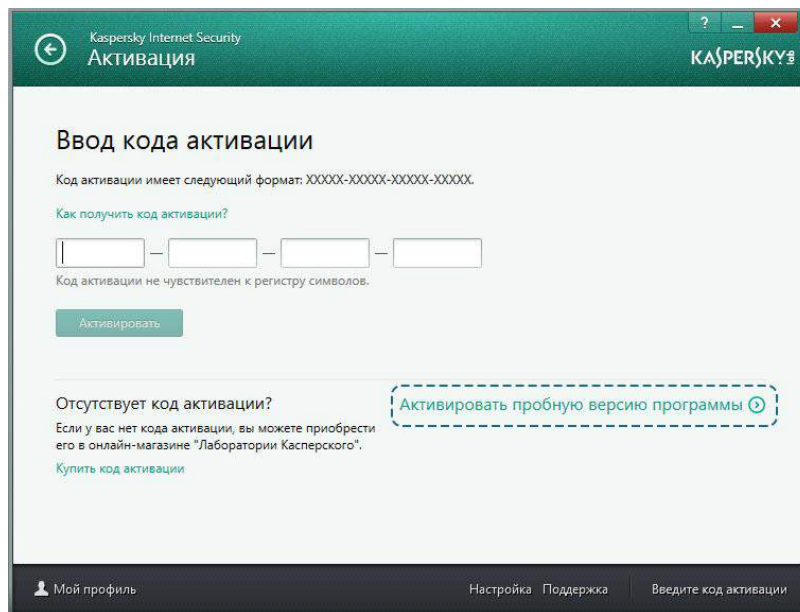 Kaspersky Internet Security
Активация
?
KASPERSKY lab
Ввод кода активации
Код активации имеет следующий формат: XXXXX-XXXXX-XXXXX-XXXXX.
Как получить код активации?
— — —
Код активации не чувствителен к регистру символов.
Активировать
Отсутствует код активации?
Активировать пробную версию программы
Если у вас нет кода активации, вы можете приобрести
его в онлайн-магазине "Лаборатории Касперского".
Купить код активации
Мой профиль
Настройка Поддержка
Введите код активации